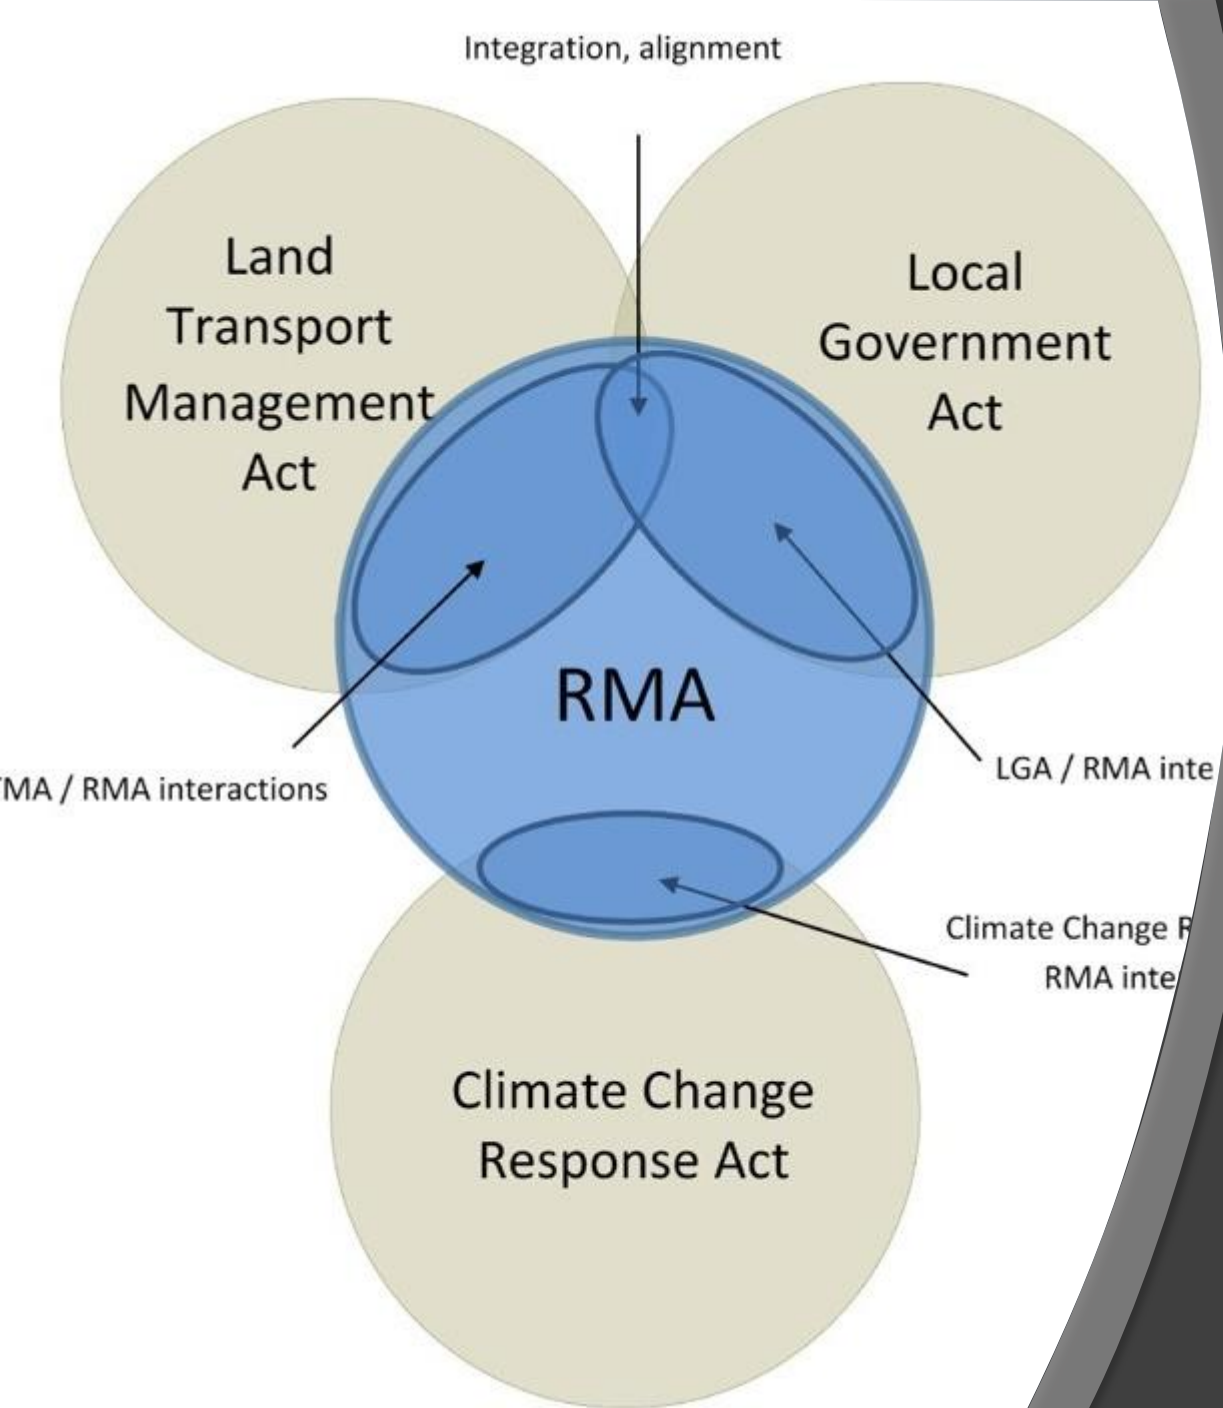 Integration, alignment
Land
Transport
Management
Act
Local
Government
Act
RMA
MA / RMA interactions
LGA / RMA inte
Climate Change R
RMA inte
Climate Change
Response Act